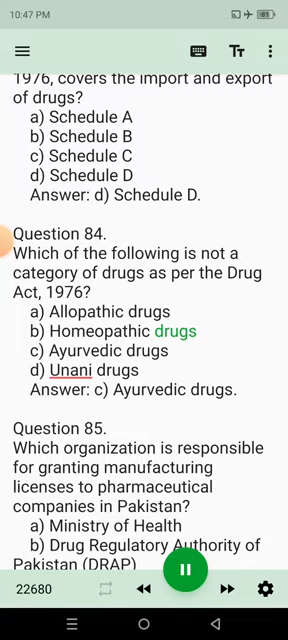 10:47 PM
1976, covers the import and export
of drugs?
a) Schedule A
b) Schedule B
c) Schedule C
d) Schedule D
Answer: d) Schedule D.
Question 84.
Which of the following is not a
category of drugs as per the Drug
Act, 1976?
a) Allopathic drugs
b) Homeopathic drugs
c) Ayurvedic drugs
d) Unani drugs
Answer: c) Ayurvedic drugs.
Question 85.
Which organization is responsible
for granting manufacturing
licenses to pharmaceutical
companies in Pakistan?
a) Ministry of Health
b) Drug Regulatory Authority of
Pakistan (DRAP)
22680